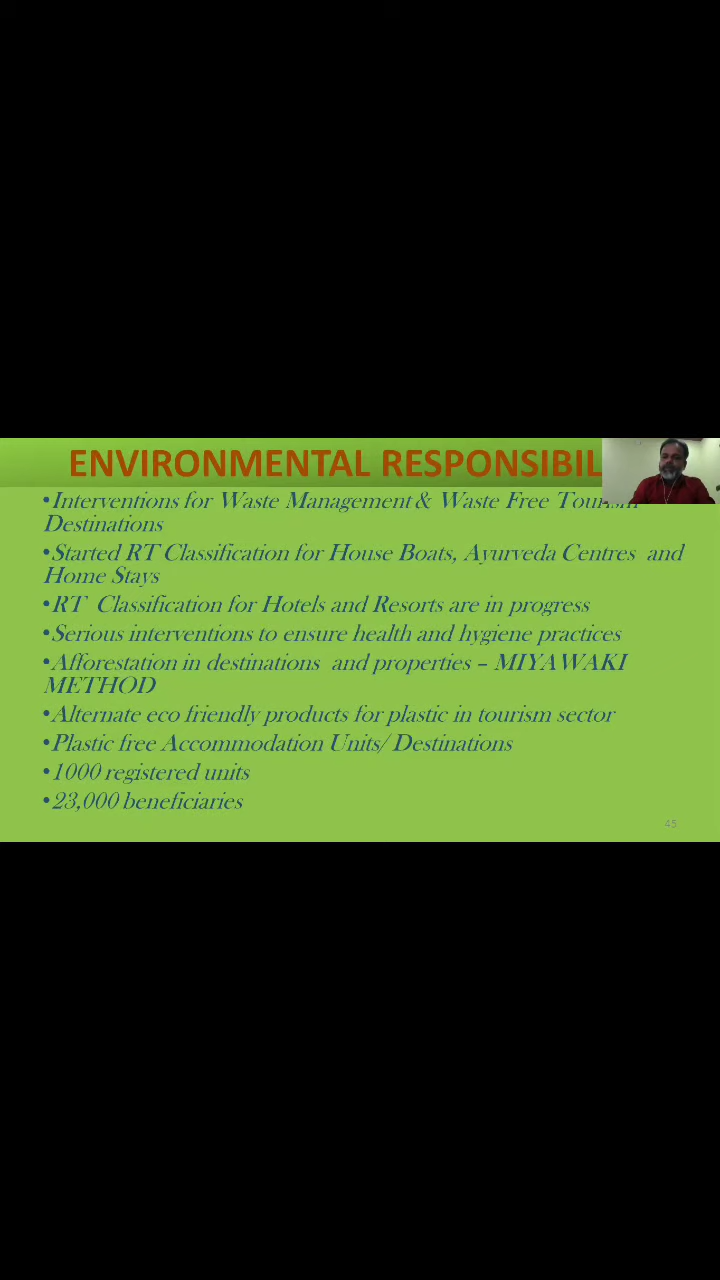 ENVIRONMENTAL RESPONSIBIL
•Interventions for Waste Management & Waste Free Tourism
Destinations
•Started RT Classification for House Boats, Ayurveda Centres and
Home Stays
•RT Classification for Hotels and Resorts are in progress
•Serious interventions to ensure health and hygiene practices
•Afforestation in destinations and properties – MIYAWAKI
METHOD
•Alternate eco friendly products for plastic in tourism sector
•Plastic free Accommodation Units/ Destinations
•1000 registered units
•23,000 beneficiaries
45